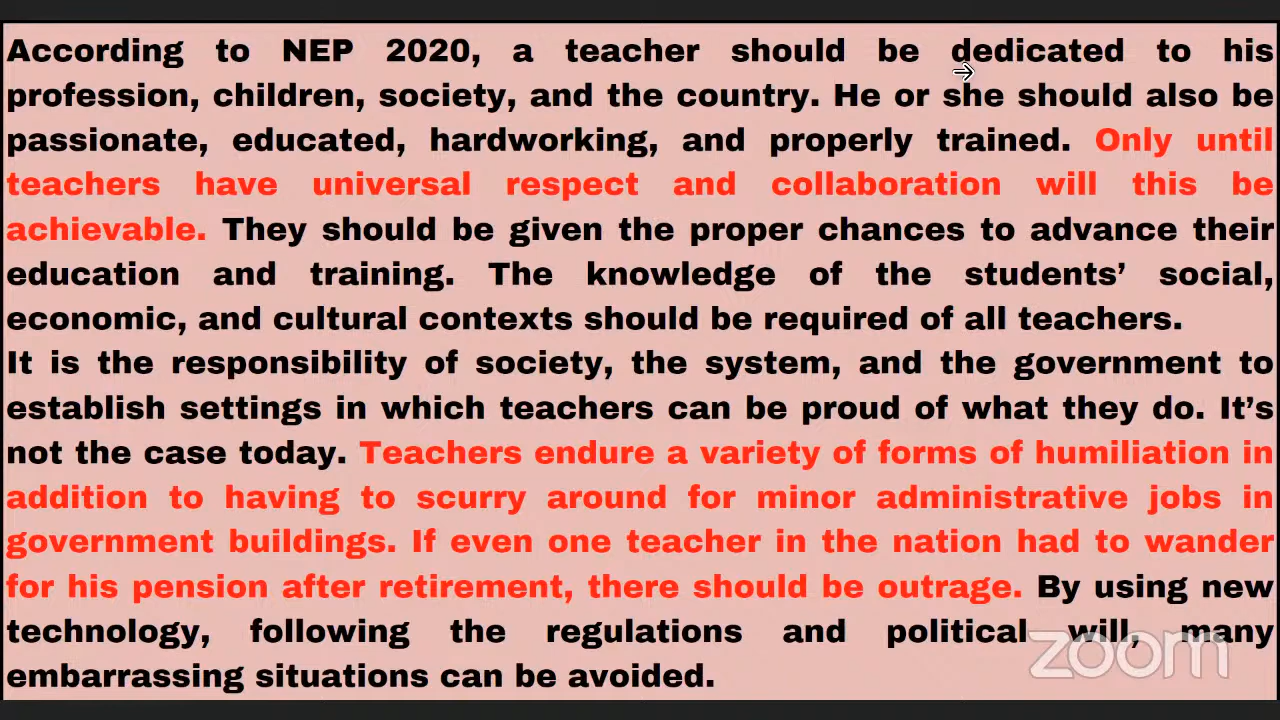 According to NEP 2020, a teacher should be dedicated to his
profession, children, society, and the country. He or she should also be
passionate, educated, hardworking, and properly trained. Only until
teachers have universal respect and collaboration will this be
achievable. They should be given the proper chances to advance their
education and training. The knowledge of the students’ social,
economic, and cultural contexts should be required of all teachers.
It is the responsibility of society, the system, and the government to
establish settings in which teachers can be proud of what they do. It’s
not the case today. Teachers endure a variety of forms of humiliation in
addition to having to scurry around for minor administrative jobs in
government buildings. If even one teacher in the nation had to wander
for his pension after retirement, there should be outrage. By using new
technology, following the regulations and political will, many
embarrassing situations can be avoided.
zoom